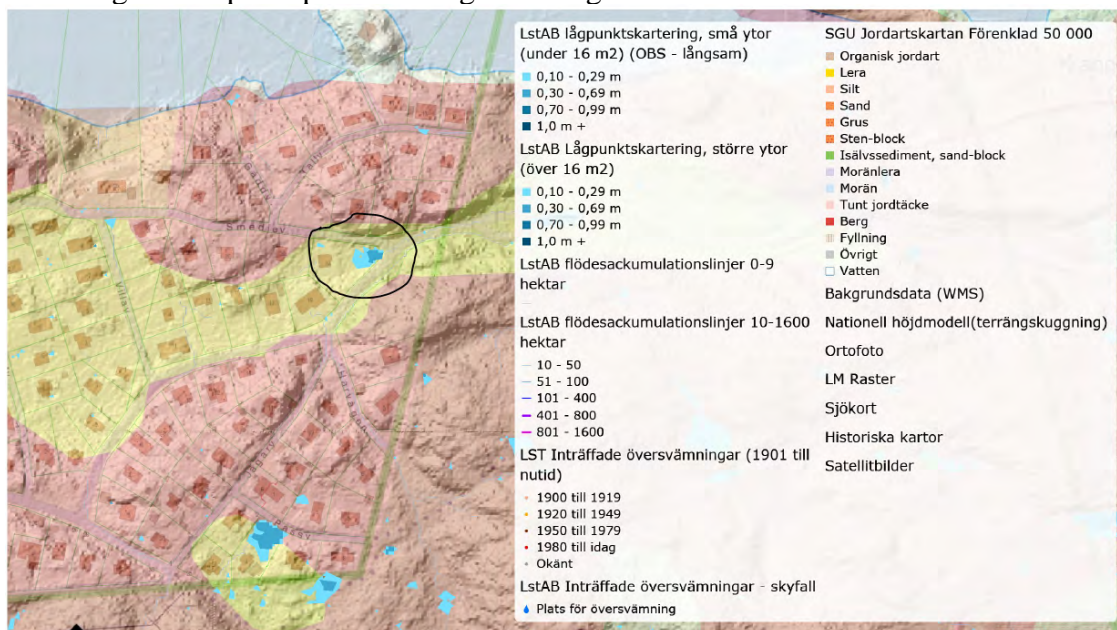 LstAB lågpunktskartering, små ytor
(under 16 m2) (OBS - långsam)
0,10 - 0,29 m
0,30 - 0,69 m
0,70 - 0,99 m
1,0 m +
LstAB Lågpunktskartering, större ytor
(över 16 m2)
0,10 - 0,29 m
0,30 - 0,69 m
0,70 - 0,99 m
1,0 m +
LstAB flödesackumulationslinjer 0-9
hektar
LstAB flödesackumulationslinjer 10-1600
hektar
10 - 50
51 - 100
101 - 400
401 - 800
801 - 1600
LST Inträffade översvämningar (1901 till
nutid)
1900 till 1919
1920 till 1949
1950 till 1979
1980 till idag
Okänt
LstAB Inträffade översvämningar - skyfall
Plats för översvämning
SGU Jordartskartan Förenklad 50 000
Organisk jordart
Lera
Silt
Sand
Grus
Sten-block
Isälvssediment, sand-block
Moränlera
Morän
Tunt jordtäcke
Berg
Fyllning
Övrigt
Vatten
Bakgrundsdata (WMS)
Nationell höjdmodell(terrängskuggning)
Ortofoto
LM Raster
Sjökort
Historiska kartor
Satellitbilder
Smedsv
Villav